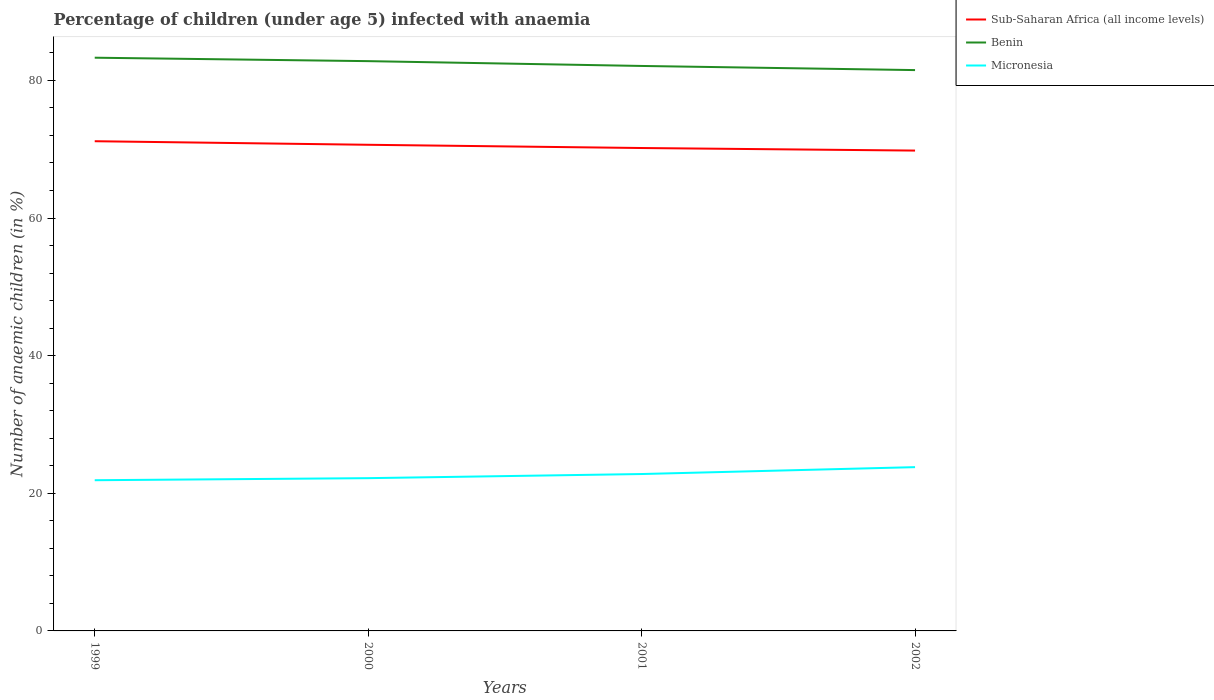 Percentage of children (under age 5) infected with anaemia
Sub-Saharan Africa (all income levels)
Benin
Micronesia
Number of anaemic children (in %)
80
60
40
20
0
1999
2000
2001
2002
Years